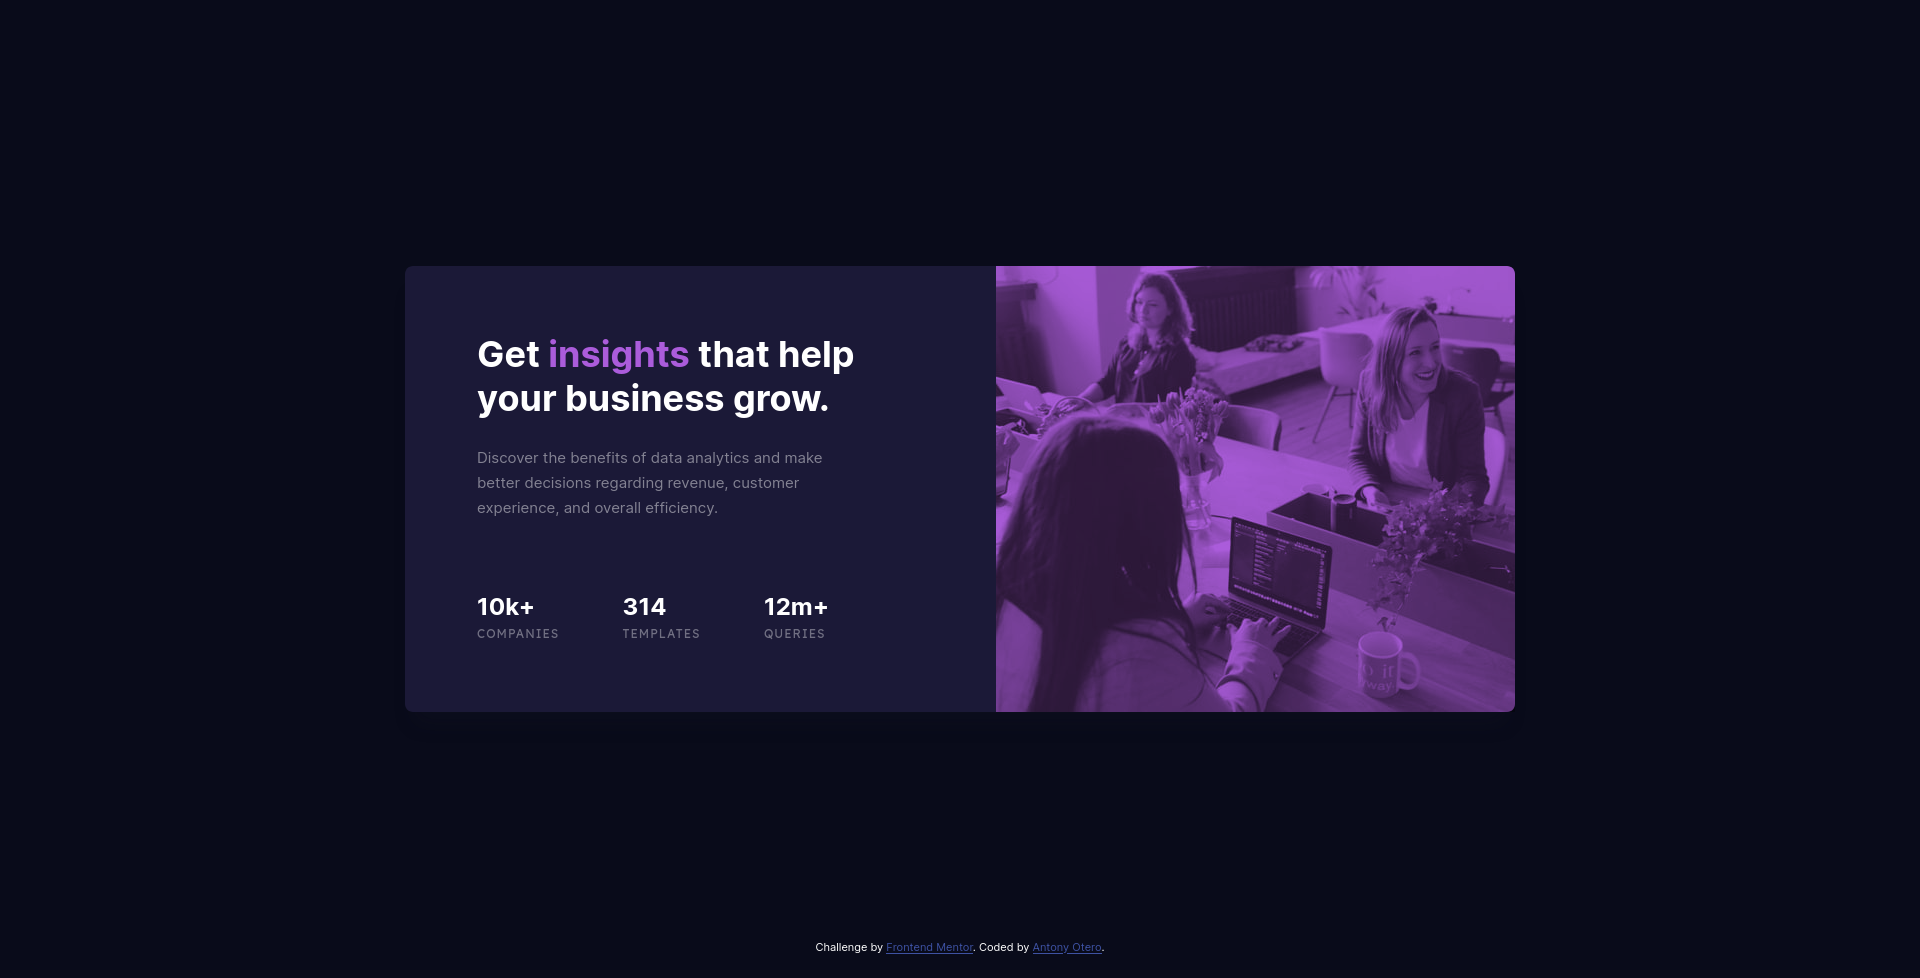 Get insights that help
your business grow.
Discover the benefits of data analytics and make
better decisions regarding revenue, customer
experience, and overall efficiency.
10k+ 314 12m+
COMPANIES TEMPLATES QUERIES
Challenge by Frontend Mentor. Coded by Antony Otero.